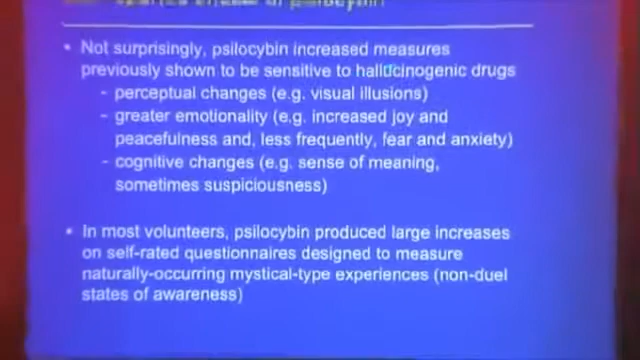 effects of psilocybin
• Not surprisingly, psilocybin increased measures
previously shown to be sensitive to hallucinogenic drugs
- perceptual changes (e.g. visual illusions)
- greater emotionality (e.g. increased joy and
peacefulness and, less frequently, fear and anxiety)
- cognitive changes (e.g. sense of meaning,
sometimes suspiciousness)
• In most volunteers, psilocybin produced large increases
on self-rated questionnaires designed to measure
naturally-occurring mystical-type experiences (non-duel
states of awareness)